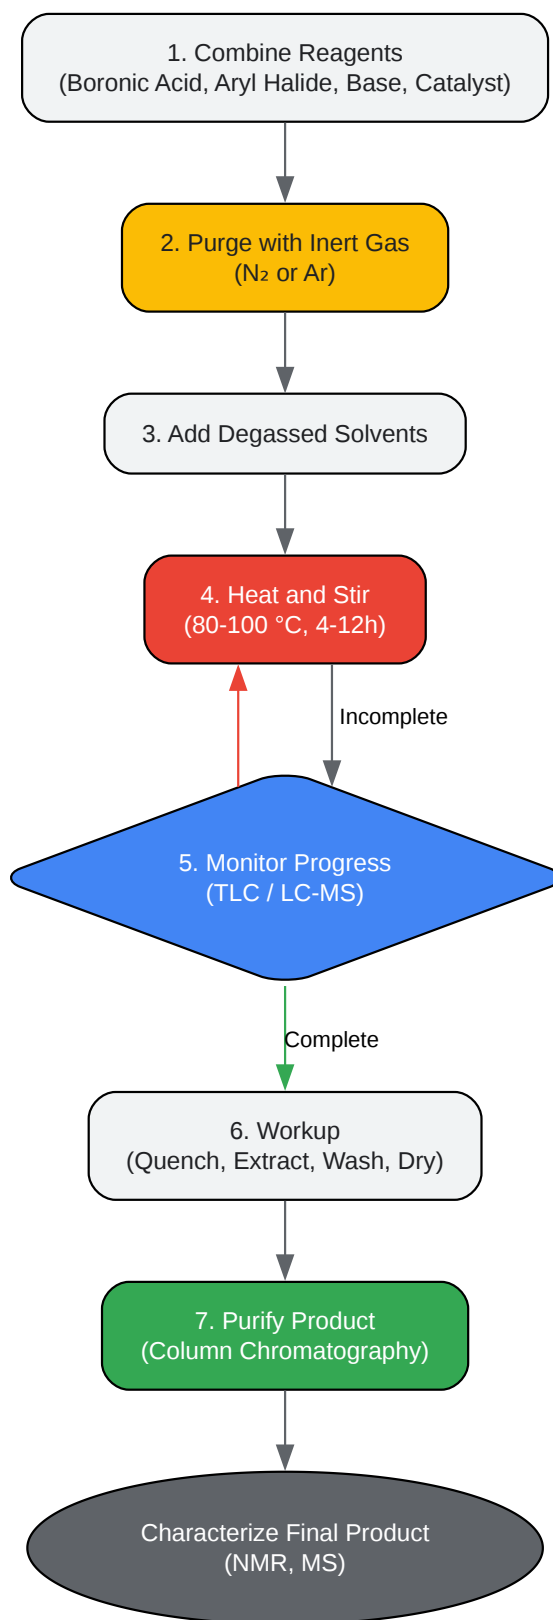 1. Combine Reagents
(Boronic Acid, Aryl Halide, Base, Catalyst)
2. Purge with Inert Gas
(N₂ or Ar)
3. Add Degassed Solvents
4. Heat and Stir
(80-100 °C, 4-12h)
Incomplete
5. Monitor Progress
(TLC / LC-MS)
Complete
6. Workup
(Quench, Extract, Wash, Dry)
7. Purify Product
(Column Chromatography)
Characterize Final Product
(NMR, MS)